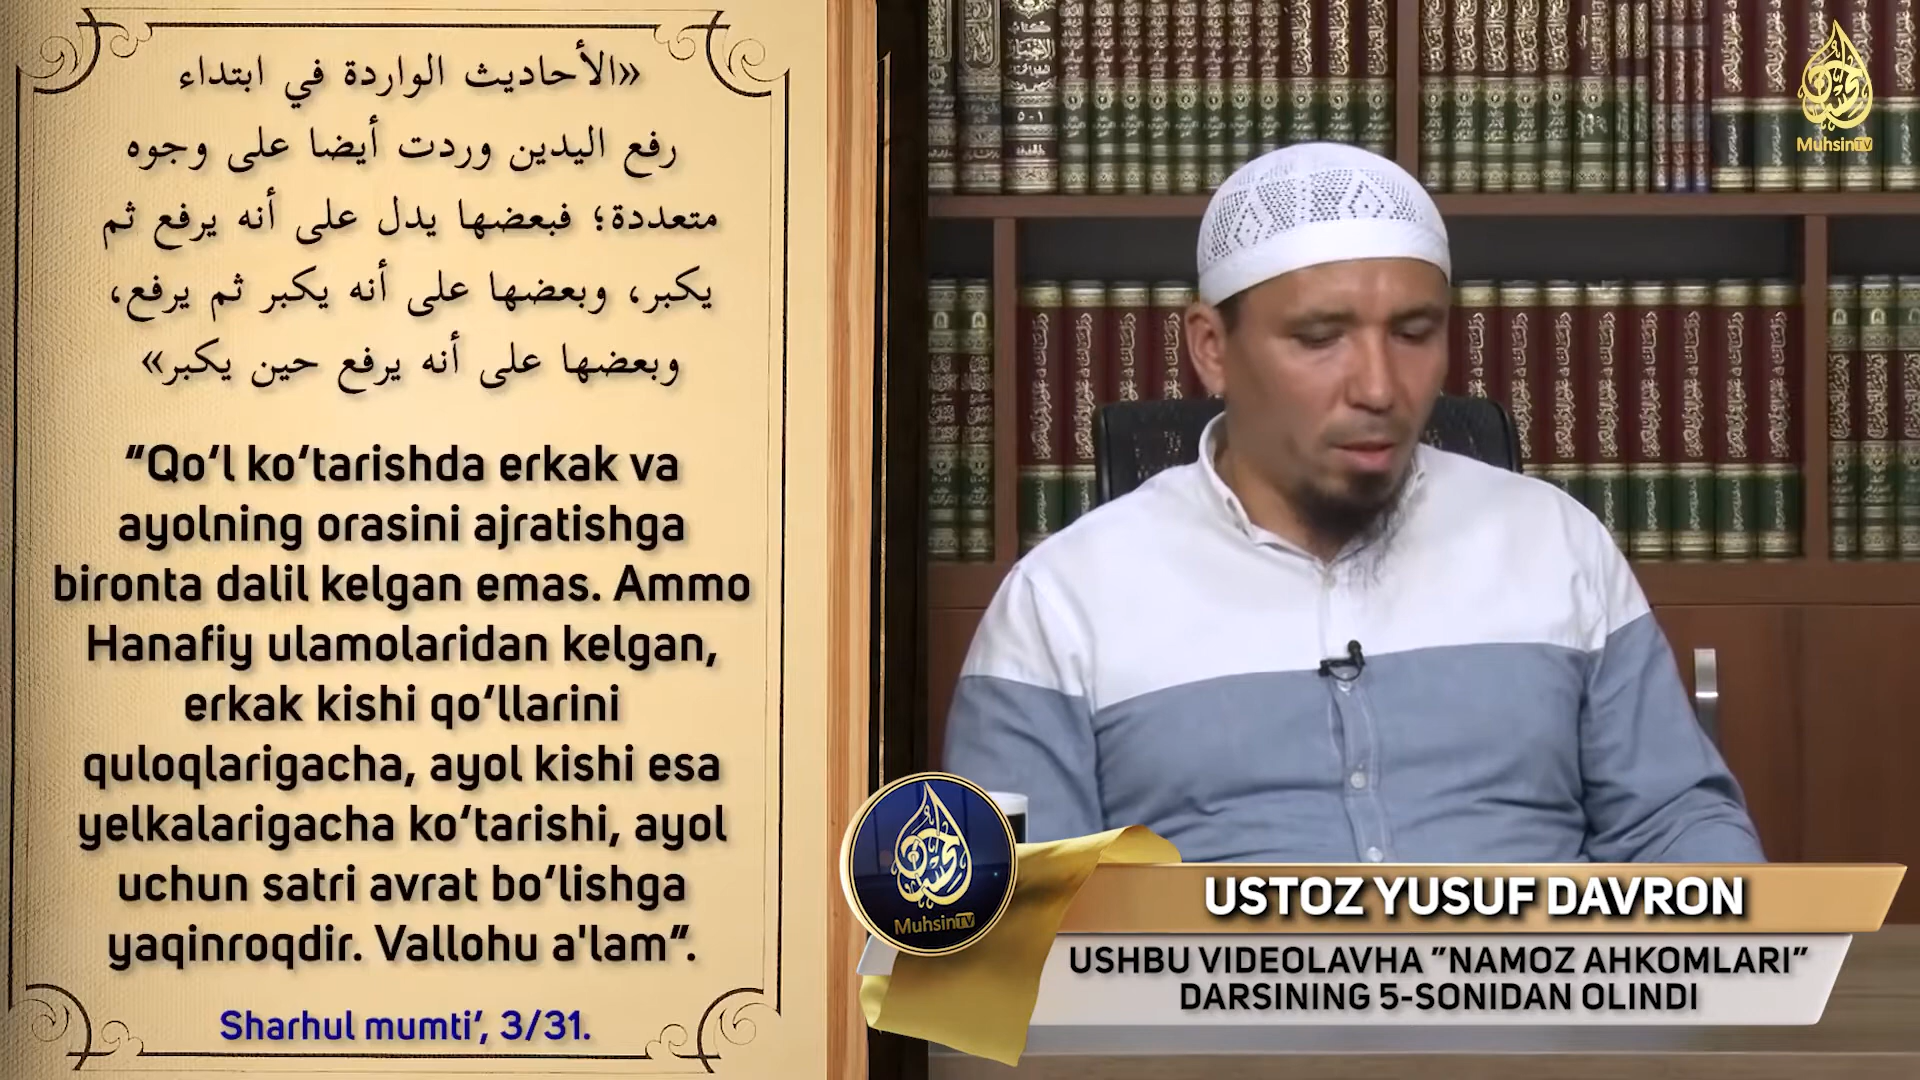 «الأحاديث الواردة في ابتداء
رفع اليدين وردت أيضا على وجوه
متعددة؛ فبعضها يدل على أنه يرفع ثم
يكبر، وبعضها على أنه يكبر ثم يرفع،
وبعضها على أنه يرفع حين يكبر»
“Qo‘l ko‘tarishda erkak va
ayolning orasini ajratishga
bironta dalil kelgan emas. Ammo
Hanafiy ulamolaridan kelgan,
erkak kishi qo‘llarini
quloqlarigacha, ayol kishi esa
yelkalarigacha ko‘tarishi, ayol
uchun satri avrat bo‘lishga
yaqinroqdir. Vallohu a'lam”.
Sharhul mumti’, 3/31.
MuhsinTV
MuhsinTV
USTOZ YUSUF DAVRON
USHBU VIDEOLAVHA ”NAMOZ AHKOMLARI”
DARSINING 5-SONIDAN OLINDI